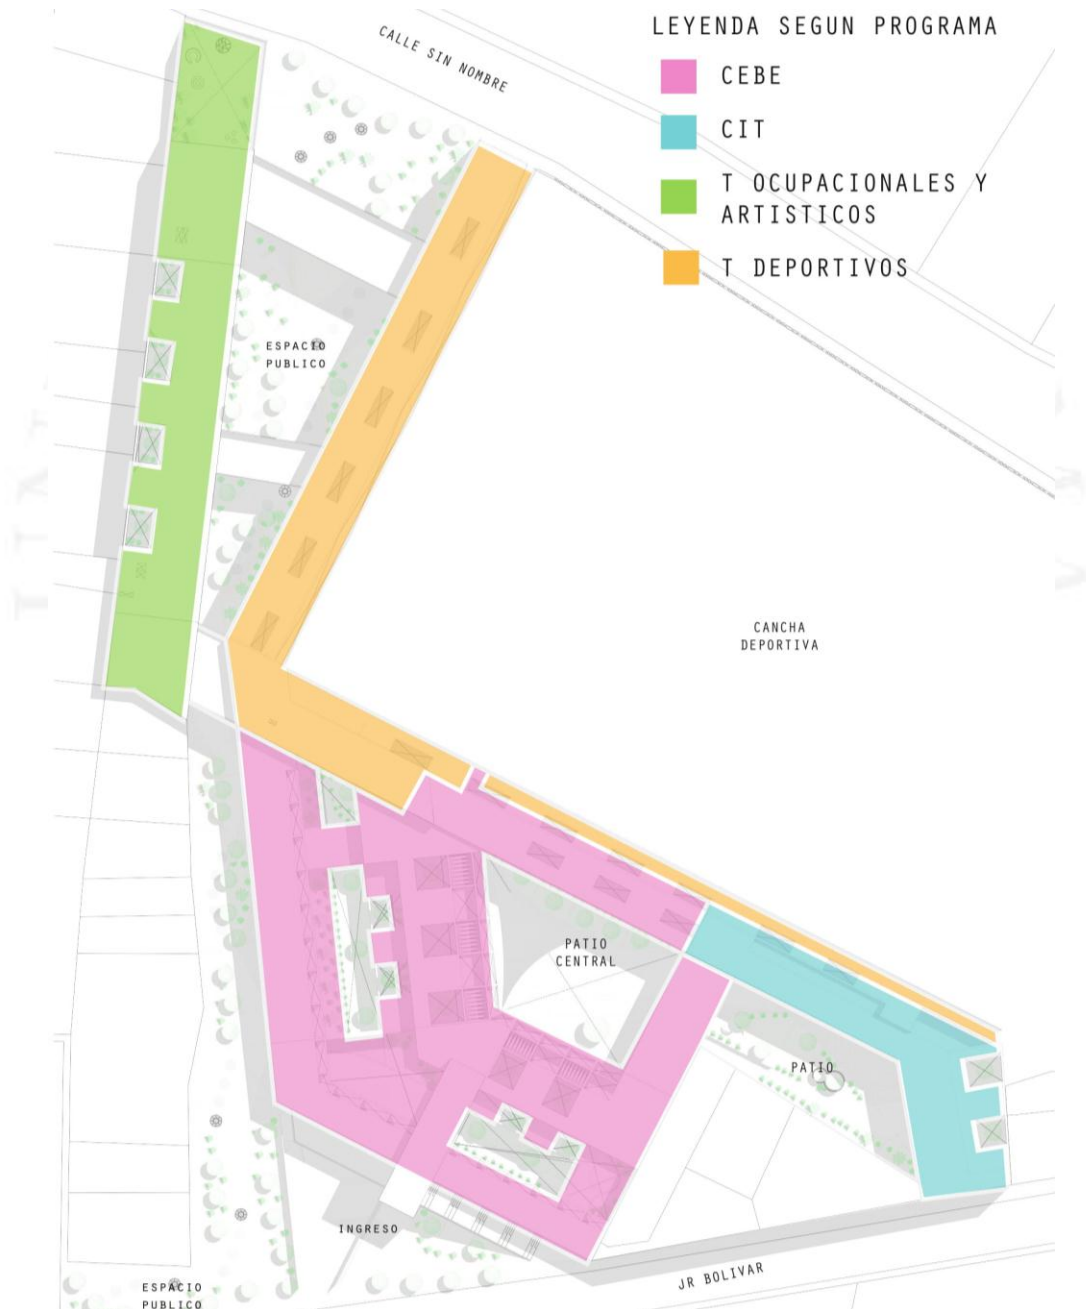 LEYENDA SEGUN PROGRAMA
CEBE
CIT
T OCUPACIONALES Y
ARTISTICOS
T DEPORTIVOS
CALLE SIN NOMBRE
ESPACIO
PUBLICO
CANCHA
DEPORTIVA
PATIO
CENTRAL
PATIO
INGRESO
JR BOLIVAR
ESPACIO
PUBLICO